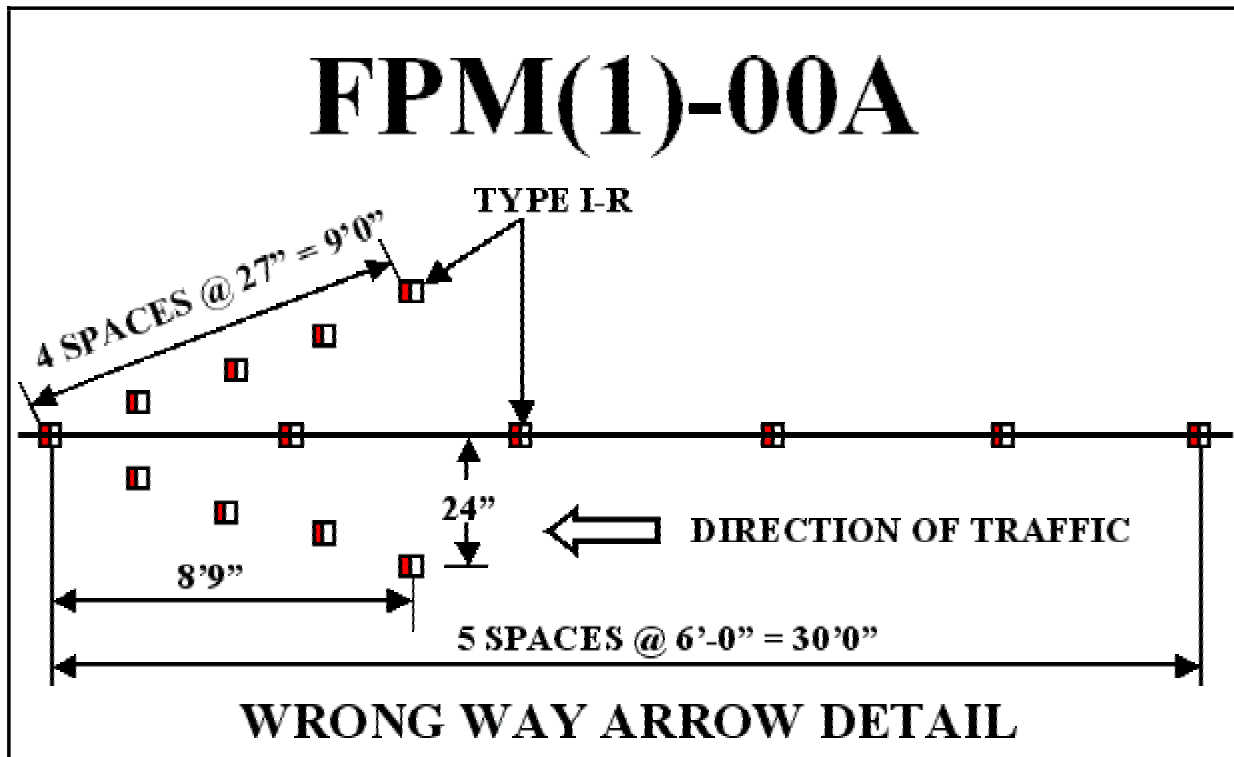 FPM(1)-00A
TYPE I-R
4 SPACES @ 27” = 9’0”
24”
DIRECTION OF TRAFFIC
8’9”
5 SPACES @ 6’-0” = 30’0”
WRONG WAY ARROW DETAIL